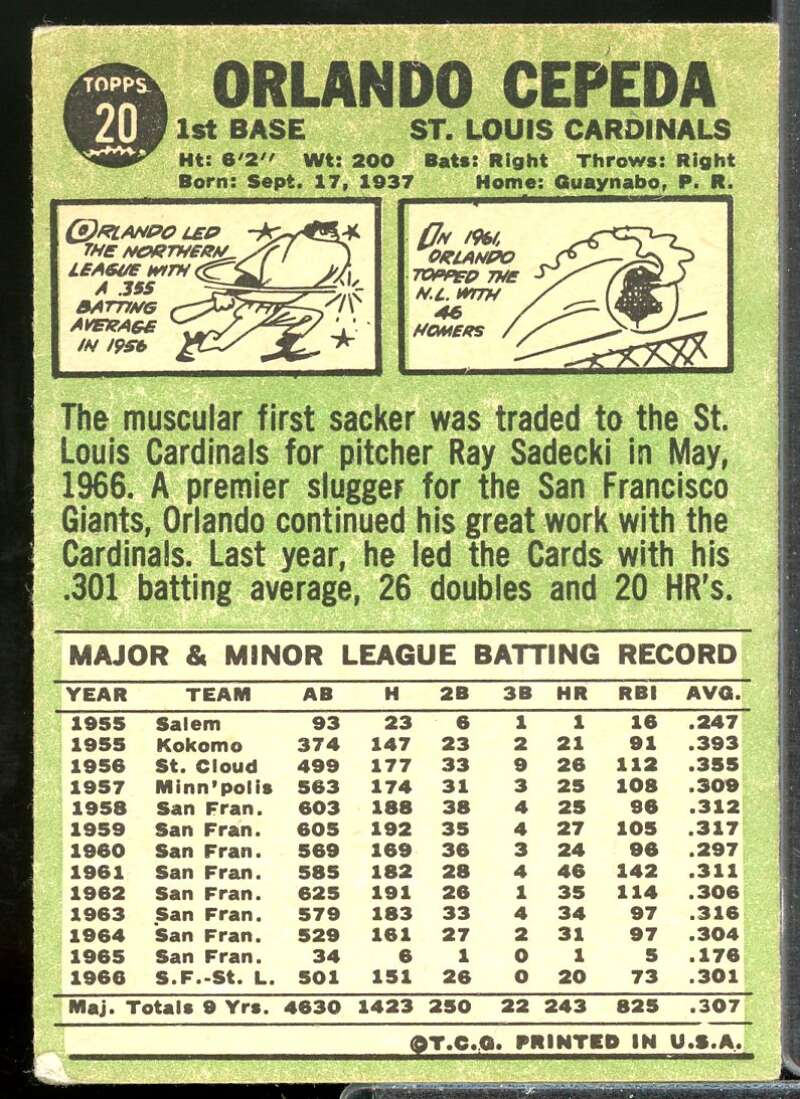 TOPPS
20
ORLANDO CEPEDA
1st BASE ST. LOUIS CARDINALS
Ht: 6'2" Wt: 200 Bats: Right Throws: Right
Born: Sept. 17, 1937 Home: Guaynabo, P. R.
ORLANDO LED
THE NORTHERN
LEAGUE WITH
A .355
BATTING
AVERAGE
IN 1956
IN 1961,
ORLANDO
TOPPED THE
N.L. WITH
46
HOMERS
The muscular first sacker was traded to the St.
Louis Cardinals for pitcher Ray Sadecki in May,
1966. A premier slugger for the San Francisco
Giants, Orlando continued his great work with the
Cardinals. Last year, he led the Cards with his
.301 batting average, 26 doubles and 20 HR's.
MAJOR & MINOR LEAGUE BATTING RECORD
YEAR TEAM AB H 2B 3B HR RBI AVG.
1955 Salem 93 23 6 1 1 16 .247
1955 Kokomo 374 147 23 2 21 91 .393
1956 St. Cloud 499 177 33 9 26 112 .355
1957 Minn'polis 563 174 31 3 25 108 .309
1958 San Fran. 603 188 38 4 25 96 .312
1959 San Fran. 605 192 35 4 27 105 .317
1960 San Fran. 569 169 36 3 24 96 .297
1961 San Fran. 585 182 28 4 46 142 .311
1962 San Fran. 625 191 26 1 35 114 .306
1963 San Fran. 579 183 33 4 34 97 .316
1964 San Fran. 529 161 27 2 31 97 .304
1965 San Fran. 34 6 1 0 1 5 .176
1966 S.F.-St. L. 501 151 26 0 20 73 .301
Maj. Totals 9 Yrs. 4630 1423 250 22 243 825 .307
©T.C.G. PRINTED IN U.S.A.